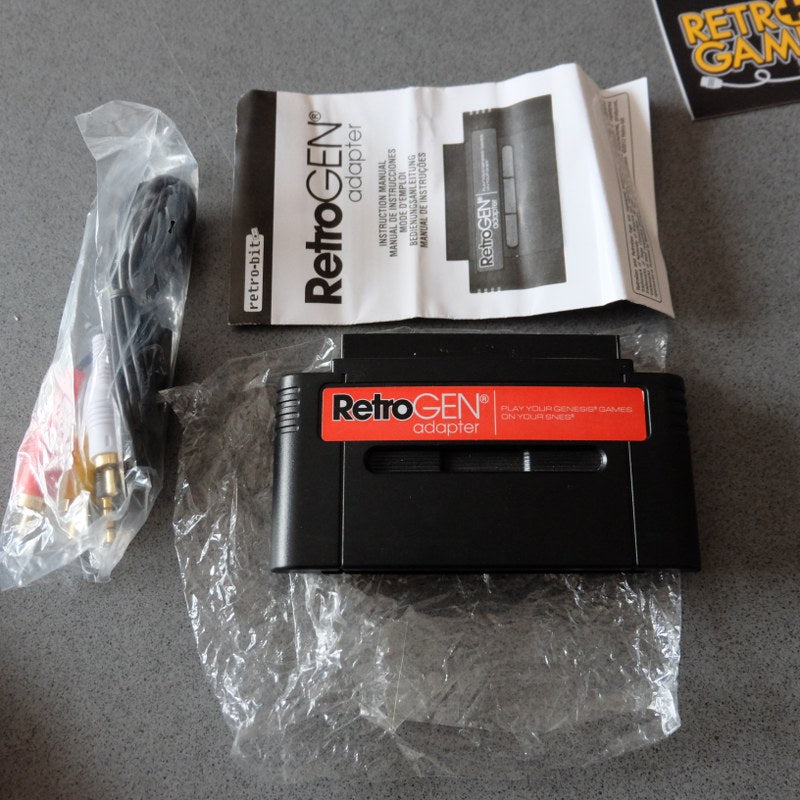 RETRO
GAM
retro-bit
RetroGEN®
adapter
INSTRUCTION MANUAL
MANUAL DE INSTRUCCIONES
MODE D'EMPLOI
BEDIENUNGSANLEITUNG
MANUAL DE INSTRUÇÕES
RetroGEN®
adapter
RetroGEN®
adapter
PLAY YOUR GENESIS® GAMES
ON YOUR SNES®